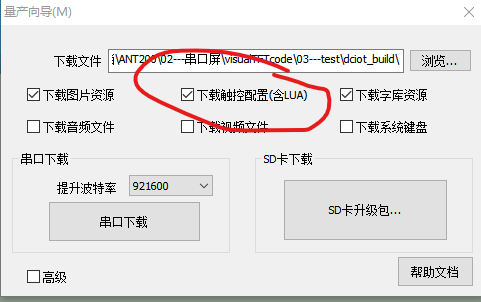 量产向导(M)
下载文件 \02---串口屏\visualTFTcode\03---test\dciot_build\ 浏览...
下载图片资源 下载触控配置(含LUA) 下载字库资源
下载音频文件 下载视频文件 下载系统键盘
串口下载 SD卡下载
提升波特率 921600
串口下载 SD卡升级包...
高级 帮助文档